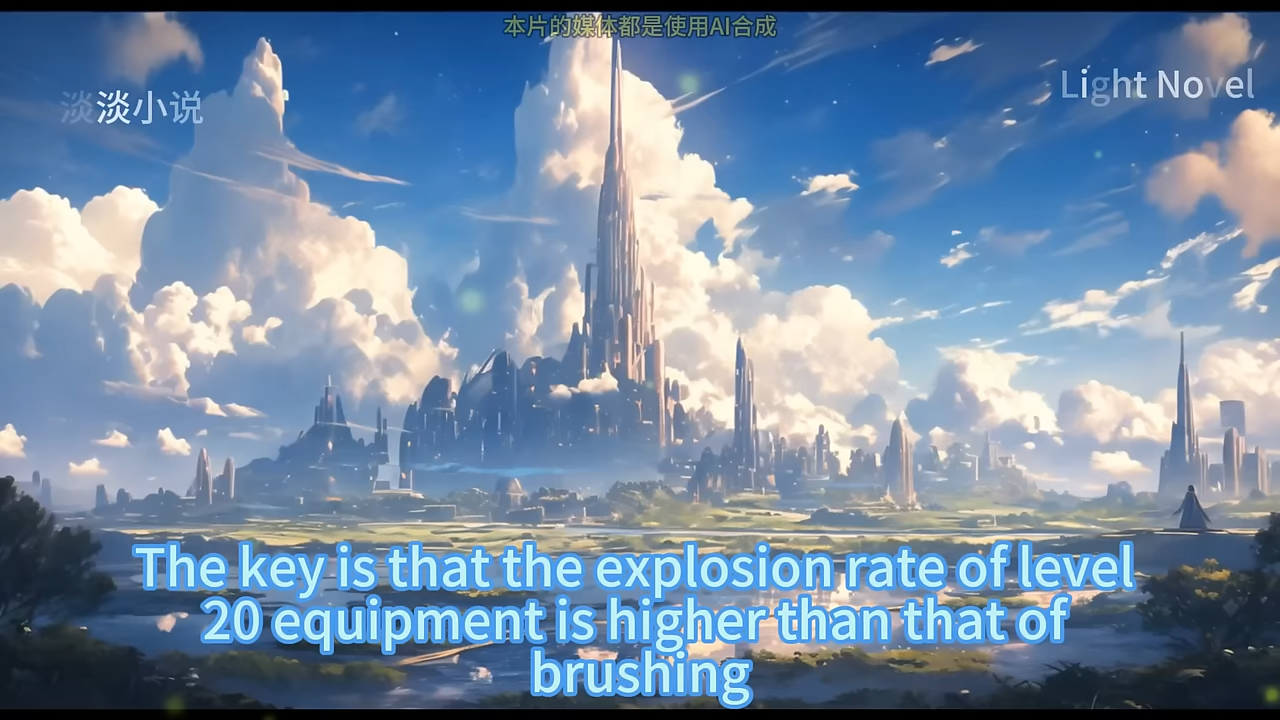 本片的媒体都是使用AI合成
淡淡小说
Light Novel
The key is that the explosion rate of level
20 equipment is higher than that of
brushing